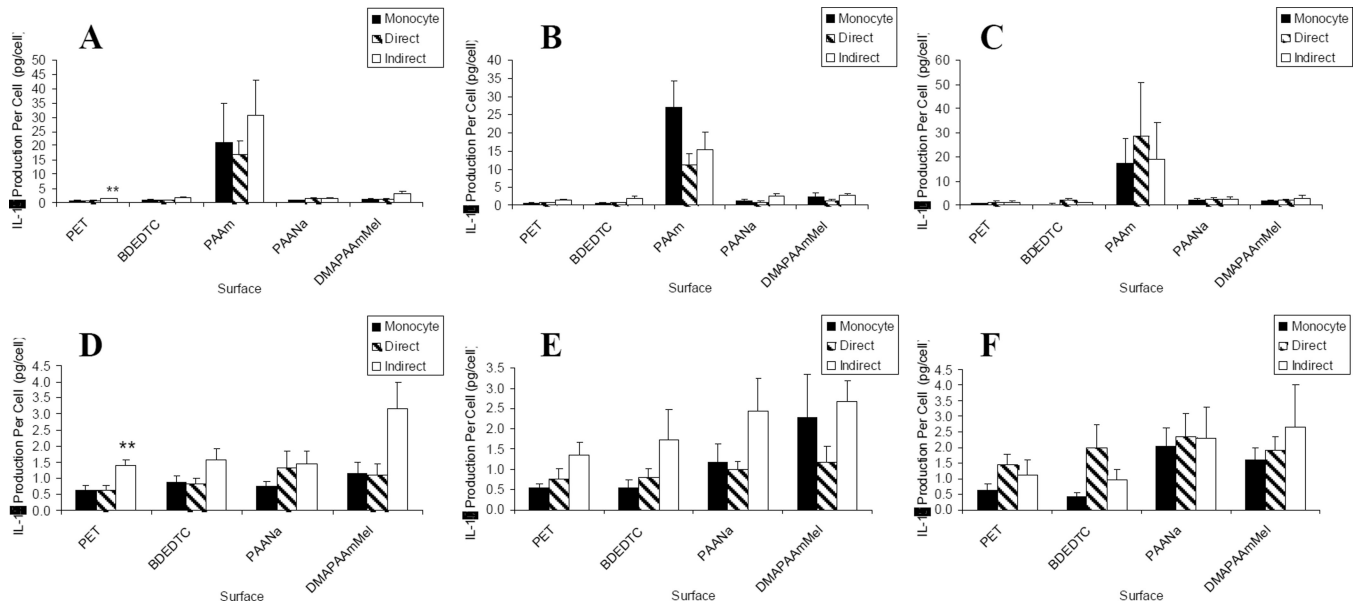 A
Monocyte
Direct
Indirect
IL-1 Production Per Cell (pg/cell)
50
45
40
35
30
25
20
15
10
5
0
**
PET
BDEDTC
PAAm
PAANa
DMAPAAmMeI
Surface
B
Monocyte
Direct
Indirect
IL-1 Production Per Cell (pg/cell)
40
35
30
25
20
15
10
5
0
PET
BDEDTC
PAAm
PAANa
DMAPAAmMeI
Surface
C
Monocyte
Direct
Indirect
IL-1 Production Per Cell (pg/cell)
60
50
40
30
20
10
0
PET
BDEDTC
PAAm
PAANa
DMAPAAmMeI
Surface
D
Monocyte
Direct
Indirect
IL-1 Production Per Cell (pg/cell)
4.5
4.0
3.5
3.0
2.5
2.0
1.5
1.0
0.5
0.0
**
PET
BDEDTC
PAANa
DMAPAAmMeI
Surface
E
Monocyte
Direct
Indirect
IL-1 Production Per Cell (pg/cell)
3.5
3.0
2.5
2.0
1.5
1.0
0.5
0.0
PET
BDEDTC
PAANa
DMAPAAmMeI
Surface
F
Monocyte
Direct
Indirect
IL-1 Production Per Cell (pg/cell)
4.5
4.0
3.5
3.0
2.5
2.0
1.5
1.0
0.5
0.0
PET
BDEDTC
PAANa
DMAPAAmMeI
Surface